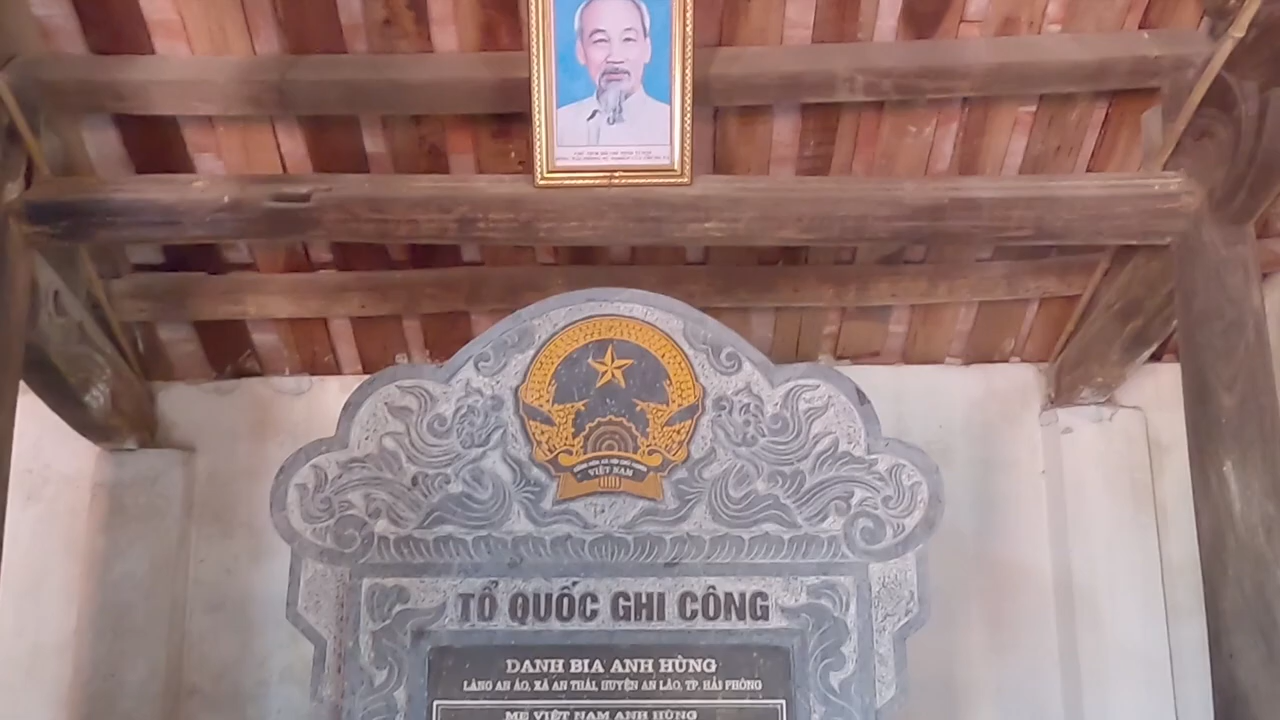 CỘNG HÒA XÃ HỘI CHỦ NGHĨA
VIỆT NAM
TỔ QUỐC GHI CÔNG
DANH BIA ANH HÙNG
LÀNG AN ÁO, XÃ AN THÁI, HUYỆN AN LÃO, TP. HẢI PHÒNG
MẸ VIỆT NAM ANH HÙNG